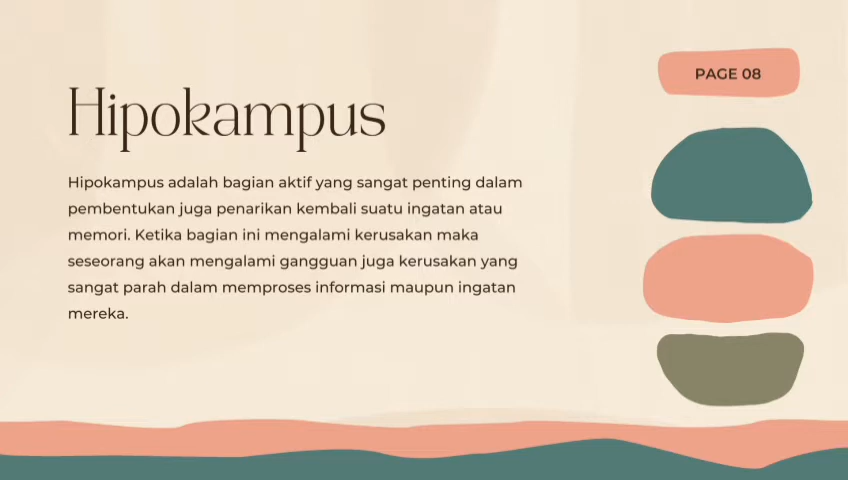 PAGE 08
Hipokampus
Hipokampus adalah bagian aktif yang sangat penting dalam
pembentukan juga penarikan kembali suatu ingatan atau
memori. Ketika bagian ini mengalami kerusakan maka
seseorang akan mengalami gangguan juga kerusakan yang
sangat parah dalam memproses informasi maupun ingatan
mereka.